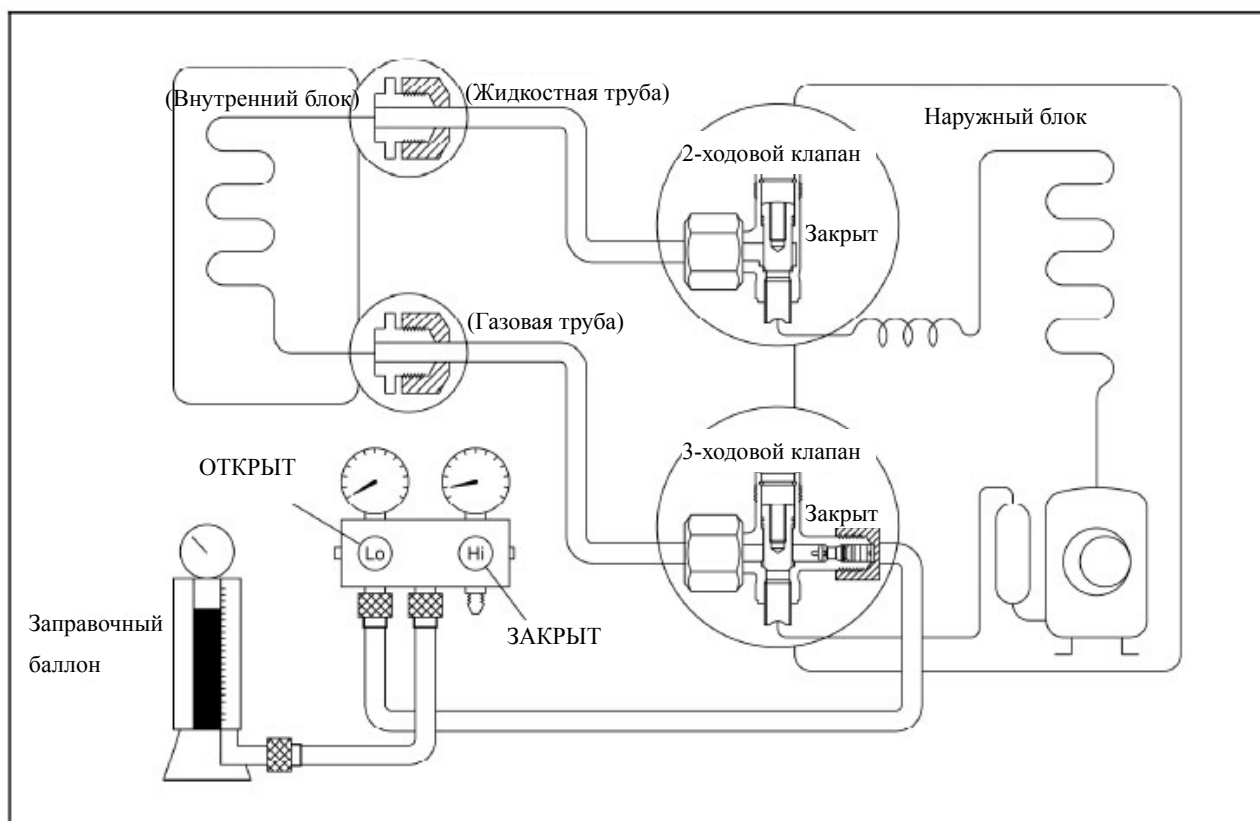 (Внутренний блок)
(Жидкостная труба)
Наружный блок
2-ходовой клапан
Закрыт
(Газовая труба)
3-ходовой клапан
Закрыт
ОТКРЫТ
Lo
Hi
ЗАКРЫТ
Заправочный
баллон